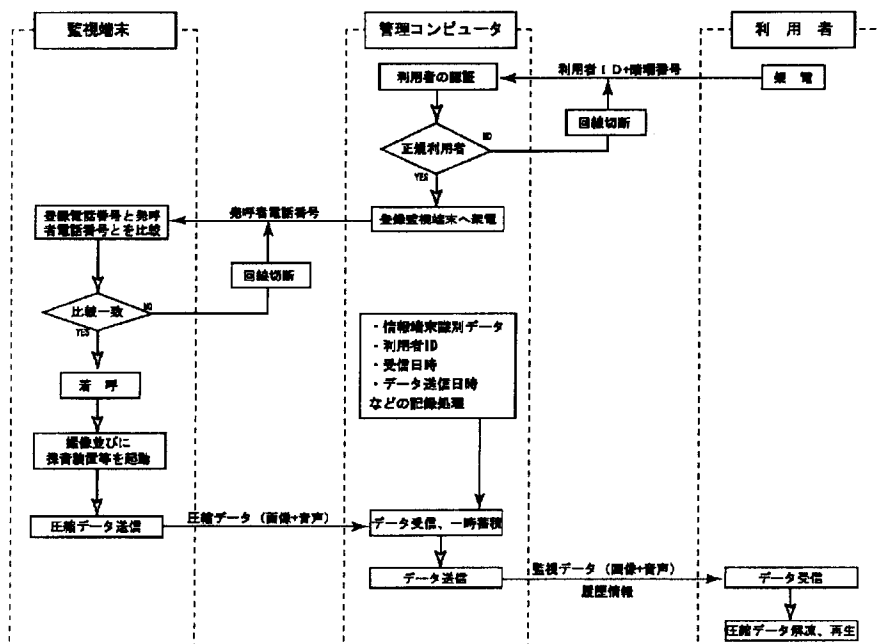 監視端末
管理コンピュータ
利用者
利用者の認証
利用者ID+暗証番号
架電
回線切断
正規利用者
NO
YES
登録電話番号と発呼
者電話番号とを比較
発呼者電話番号
登録監視端末へ架電
回線切断
比較一致
NO
YES
・情報端末識別データ
・利用者ID
・受信日時
・データ送信日時
などの記録処理
着呼
撮像並びに
採音装置等を起動
圧縮データ送信
圧縮データ(画像+音声)
データ受信、一時蓄積
データ送信
監視データ(画像+音声)
履歴情報
データ受信
圧縮データ解凍、再生